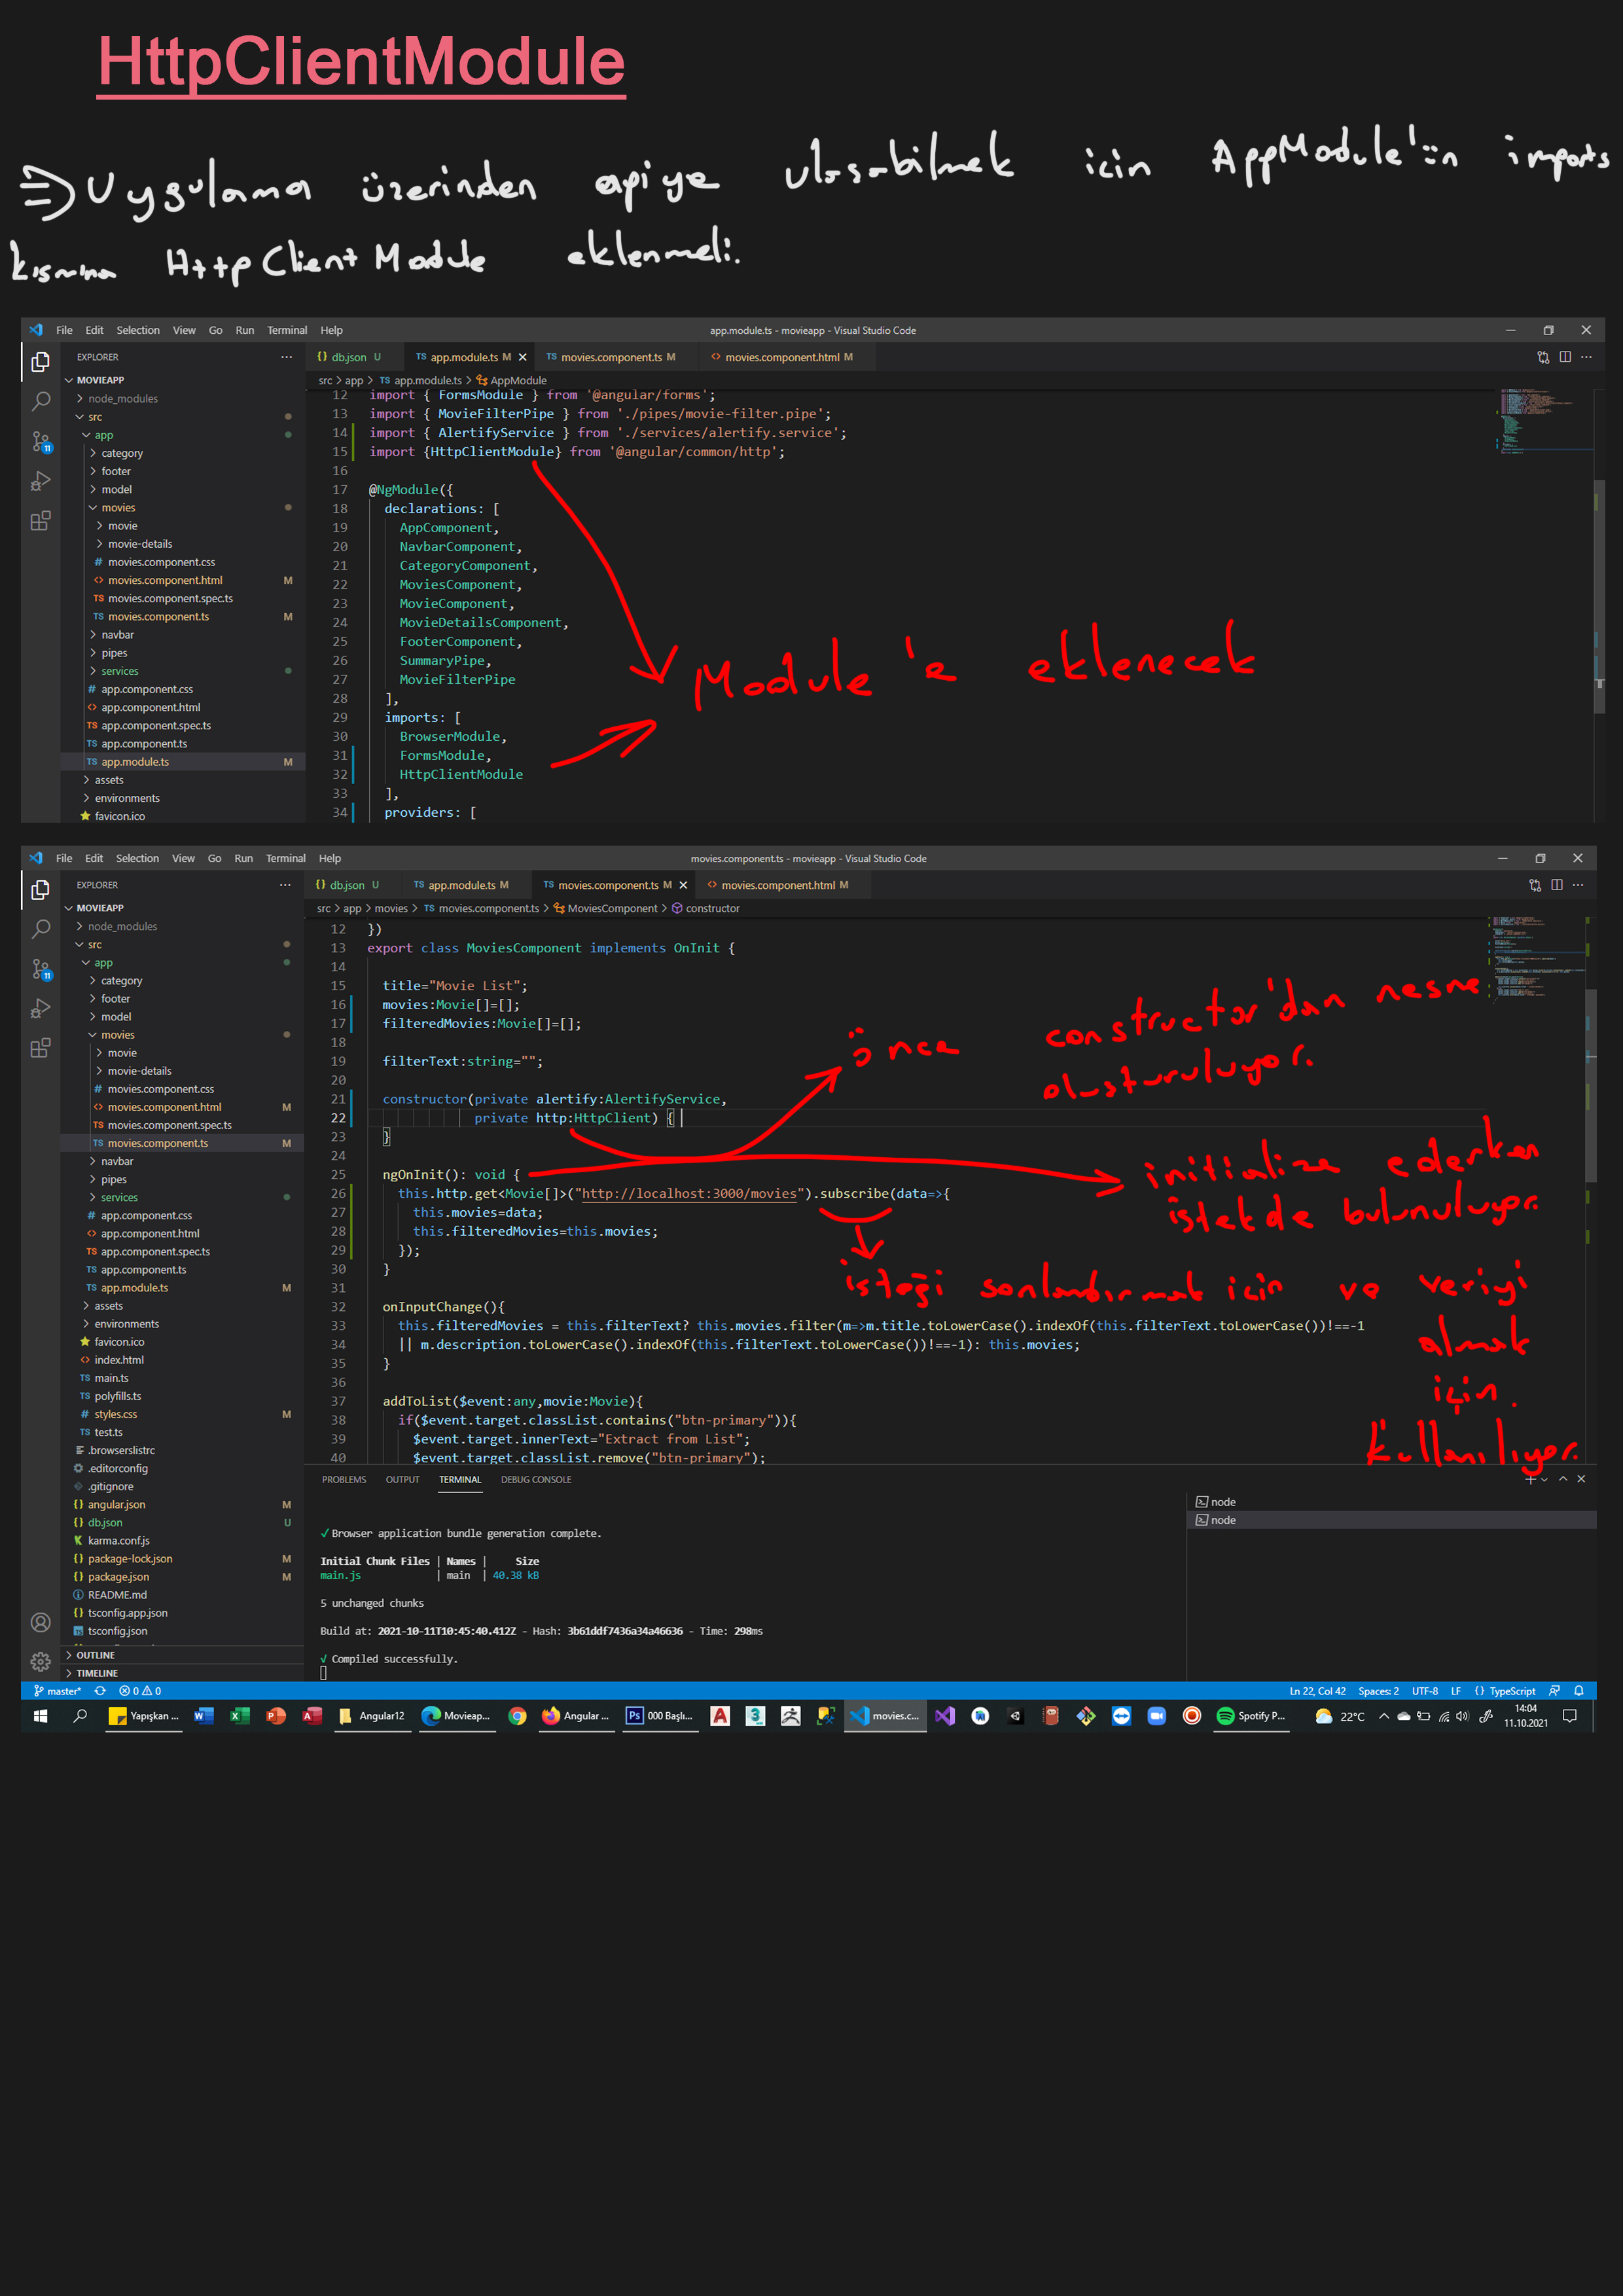 HttpClientModule
⇒ Uygulama üzerinden apiye ulaşabilmek için AppModule'ün imports
kısmına HttpClientModule eklenmeli.
File Edit Selection View Go Run Terminal Help
app.module.ts - movieapp - Visual Studio Code
EXPLORER
MOVIEAPP
node_modules
src
app
category
footer
model
movies
movie
movie-details
movies.component.css
movies.component.html M
movies.component.spec.ts
movies.component.ts M
navbar
pipes
services
app.component.css
app.component.html
app.component.spec.ts
app.component.ts
app.module.ts M
assets
environments
favicon.ico
db.json U app.module.ts M movies.component.ts M movies.component.html M
src > app > app.module.ts > AppModule
12 import { FormsModule } from '@angular/forms';
13 import { MovieFilterPipe } from './pipes/movie-filter.pipe';
14 import { AlertifyService } from './services/alertify.service';
15 import {HttpClientModule} from '@angular/common/http';
16
17 @NgModule({
18 declarations: [
19 AppComponent,
20 NavbarComponent,
21 CategoryComponent,
22 MoviesComponent,
23 MovieComponent,
24 MovieDetailsComponent,
25 FooterComponent,
26 SummaryPipe,
27 MovieFilterPipe
28 ],
29 imports: [
30 BrowserModule,
31 FormsModule,
32 HttpClientModule
33 ],
34 providers: [
Module'e eklenecek
File Edit Selection View Go Run Terminal Help
movies.component.ts - movieapp - Visual Studio Code
EXPLORER
MOVIEAPP
node_modules
src
app
category
footer
model
movies
movie
movie-details
movies.component.css
movies.component.html M
movies.component.spec.ts
movies.component.ts M
navbar
pipes
services
app.component.css
app.component.html
app.component.spec.ts
app.component.ts
app.module.ts M
assets
environments
favicon.ico
index.html
main.ts
polyfills.ts
styles.css M
test.ts
.browserslistrc
.editorconfig
.gitignore
angular.json M
db.json U
karma.conf.js
package-lock.json M
package.json M
README.md
tsconfig.app.json
tsconfig.json
OUTLINE
TIMELINE
db.json U app.module.ts M movies.component.ts M movies.component.html M
src > app > movies > movies.component.ts > MoviesComponent > constructor
12 })
13 export class MoviesComponent implements OnInit {
14
15 title="Movie List";
16 movies:Movie[]=[];
17 filteredMovies:Movie[]=[];
18
19 filterText:string="";
20
21 constructor(private alertify:AlertifyService,
22 private http:HttpClient) {
23 }
24
25 ngOnInit(): void {
26 this.http.get<Movie[]>("http://localhost:3000/movies").subscribe(data=>{
27 this.movies=data;
28 this.filteredMovies=this.movies;
29 });
30 }
31
32 onInputChange(){
33 this.filteredMovies = this.filterText? this.movies.filter(m=>m.title.toLowerCase().indexOf(this.filterText.toLowerCase())!==-1
34 || m.description.toLowerCase().indexOf(this.filterText.toLowerCase())!==-1): this.movies;
35 }
36
37 addToList($event:any,movie:Movie){
38 if($event.target.classList.contains("btn-primary")){
39 $event.target.innerText="Extract from List";
40 $event.target.classList.remove("btn-primary");
önce constructor'dan nesne
oluşturuluyor.
initialize ederken
istekde bulunuluyor.
isteği sonlandırmak için ve veriyi
almak
için
kullanılıyor.
PROBLEMS OUTPUT TERMINAL DEBUG CONSOLE
√ Browser application bundle generation complete.
Initial Chunk Files | Names | Size
main.js | main | 40.38 kB
5 unchanged chunks
Build at: 2021-10-11T10:45:40.412Z - Hash: 3b61ddf7436a34a46636 - Time: 298ms
√ Compiled successfully.
node
node
master* 0 0 Ln 22, Col 42 Spaces: 2 UTF-8 LF TypeScript
Yapışkan ... Angular12 Movieap... Angular ... 000 Başlı... movies.c... Spotify P... 22°C 14:04
11.10.2021